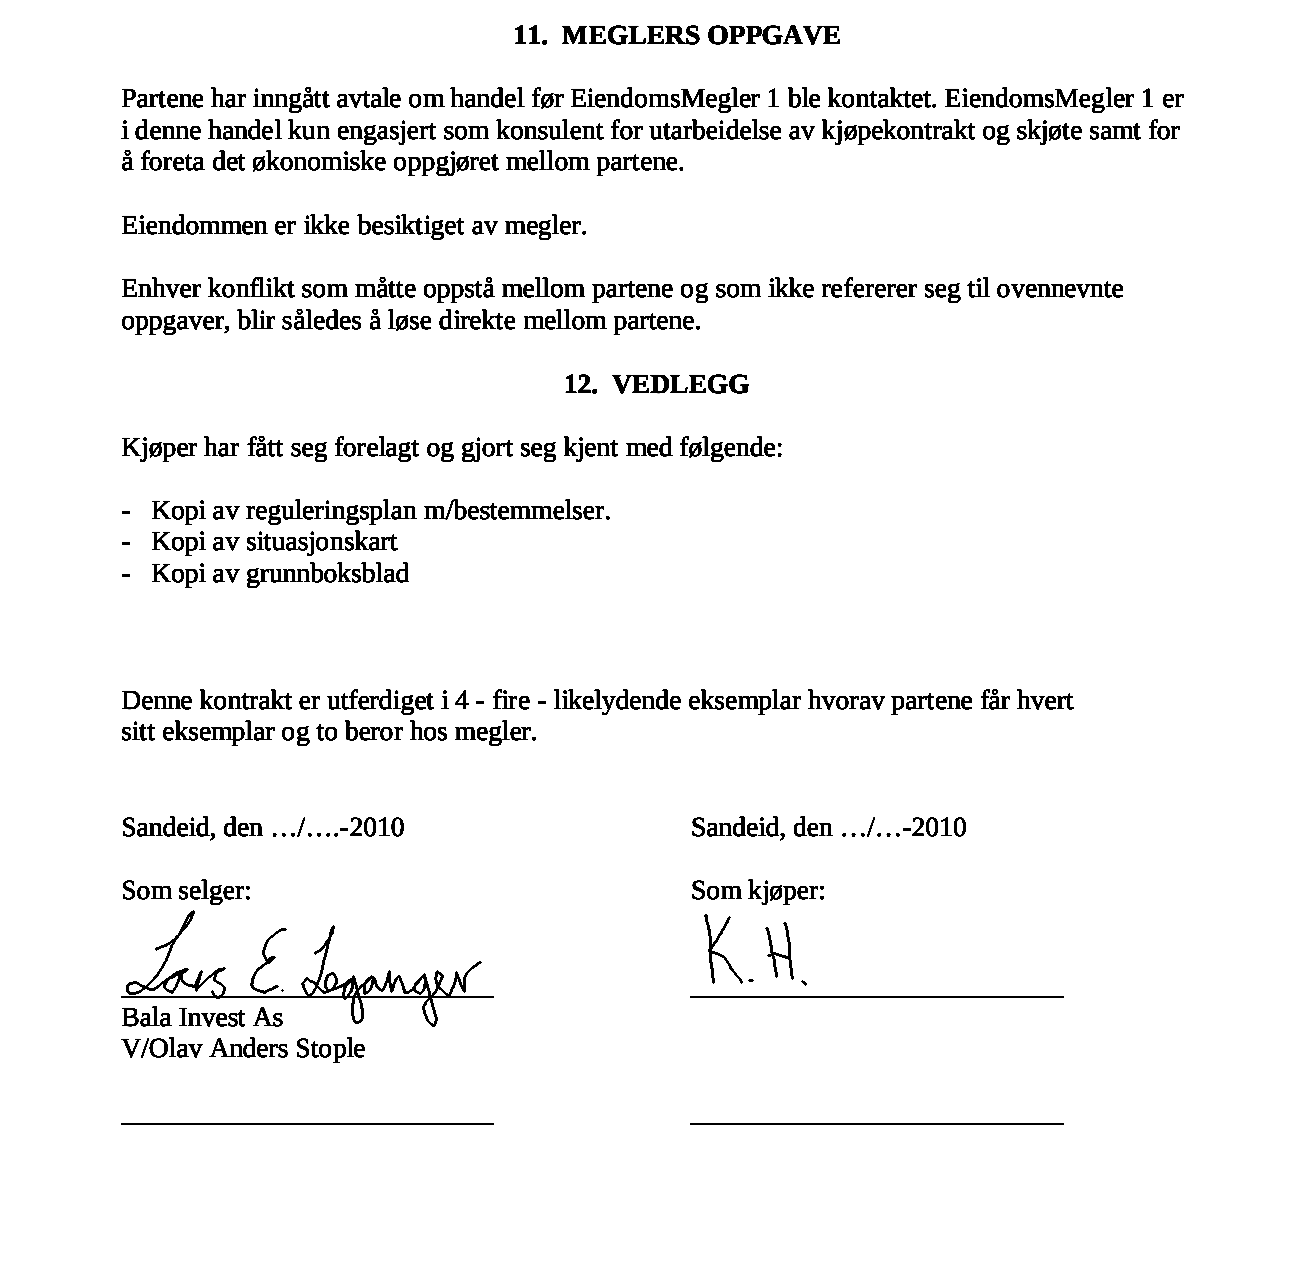 11. MEGLERS OPPGAVE
Partene har inngått avtale om handel før EiendomsMegler 1 ble kontaktet. EiendomsMegler 1 er
i denne handel kun engasjert som konsulent for utarbeidelse av kjøpekontrakt og skjøte samt for
å foreta det økonomiske oppgjøret mellom partene.
Eiendommen er ikke besiktiget av megler.
Enhver konflikt som måtte oppstå mellom partene og som ikke refererer seg til ovennevnte
oppgaver, blir således å løse direkte mellom partene.
12. VEDLEGG
Kjøper har fått seg forelagt og gjort seg kjent med følgende:
- Kopi av reguleringsplan m/bestemmelser.
- Kopi av situasjonskart
- Kopi av grunnboksblad
Denne kontrakt er utferdiget i 4 - fire - likelydende eksemplar hvorav partene får hvert
sitt eksemplar og to beror hos megler.
Sandeid, den …/….-2010 Sandeid, den …/…-2010
Som selger: Som kjøper:
Lars E. Leganger K. H.
Bala Invest As
V/Olav Anders Stople